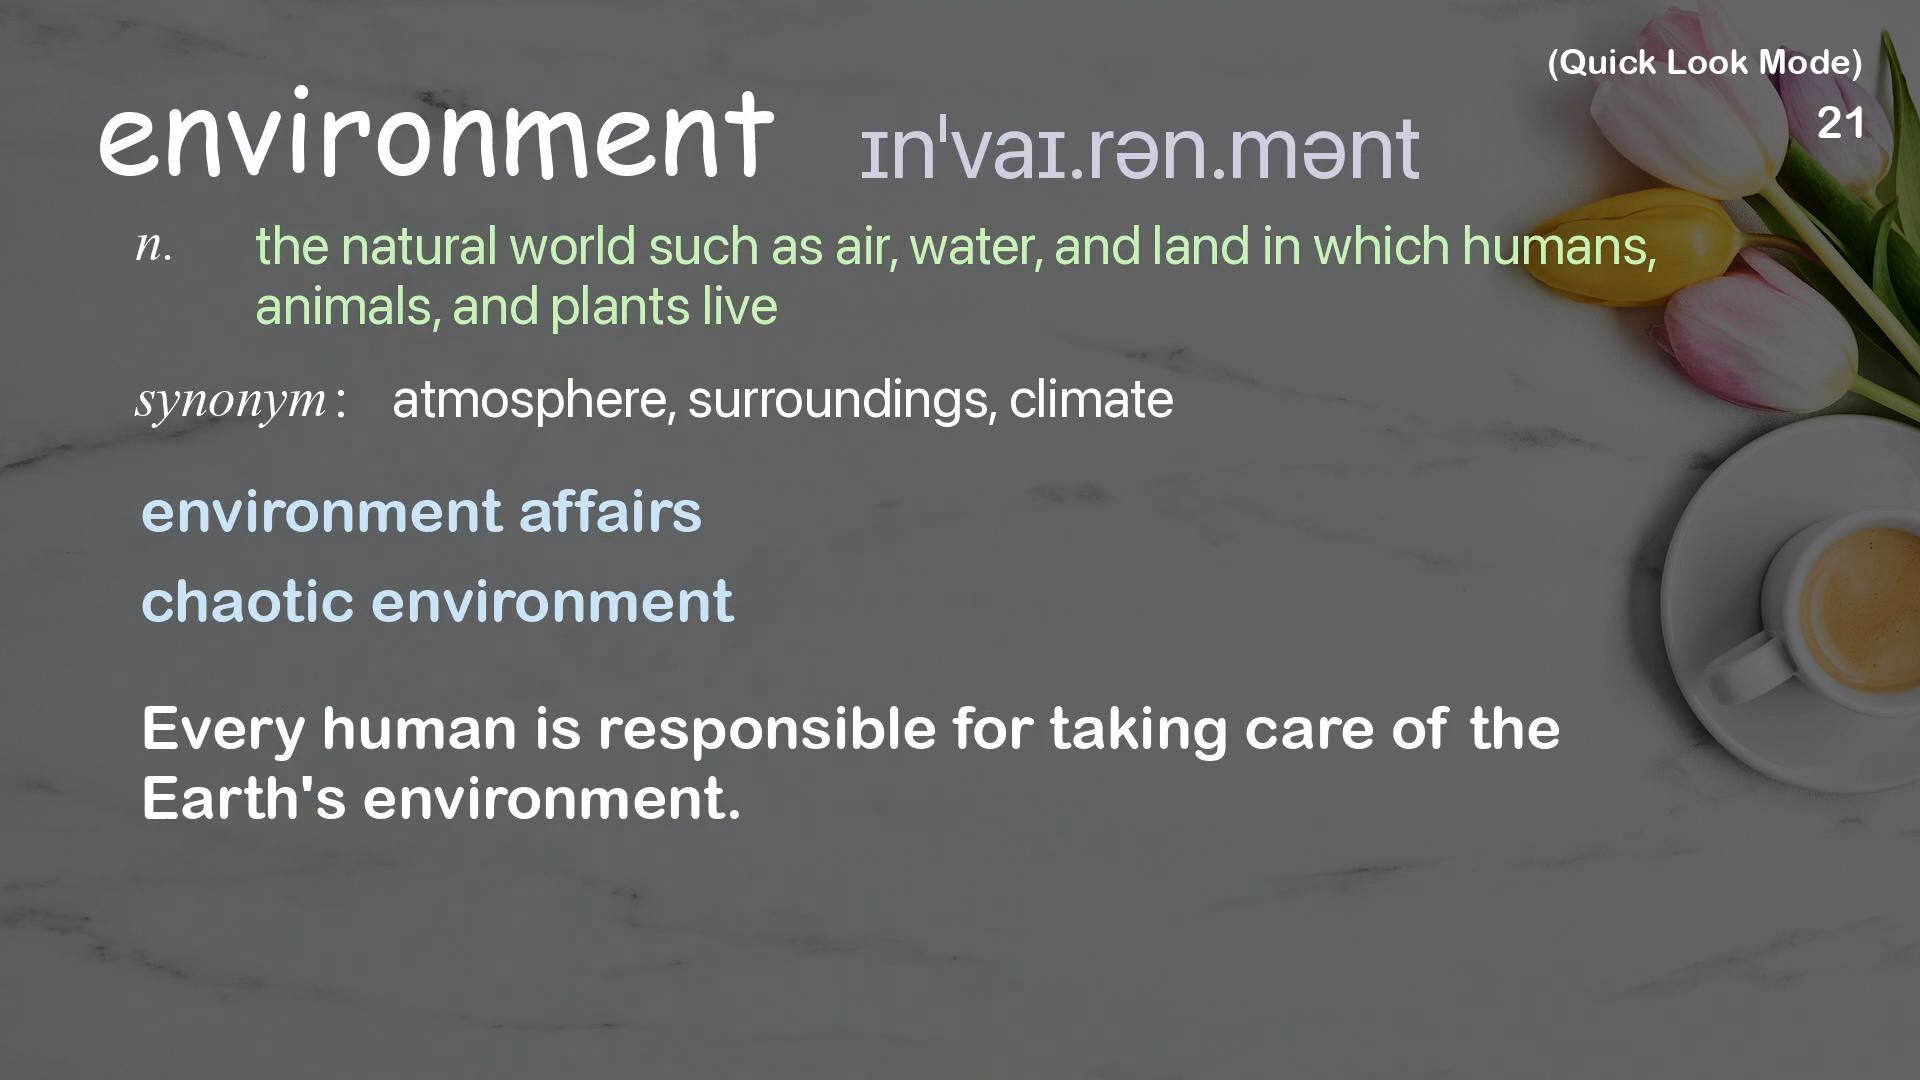 (Quick Look Mode)
21
environment ɪnˈvaɪ.rən.mənt
n. the natural world such as air, water, and land in which humans,
animals, and plants live
synonym: atmosphere, surroundings, climate
environment affairs
chaotic environment
Every human is responsible for taking care of the
Earth's environment.